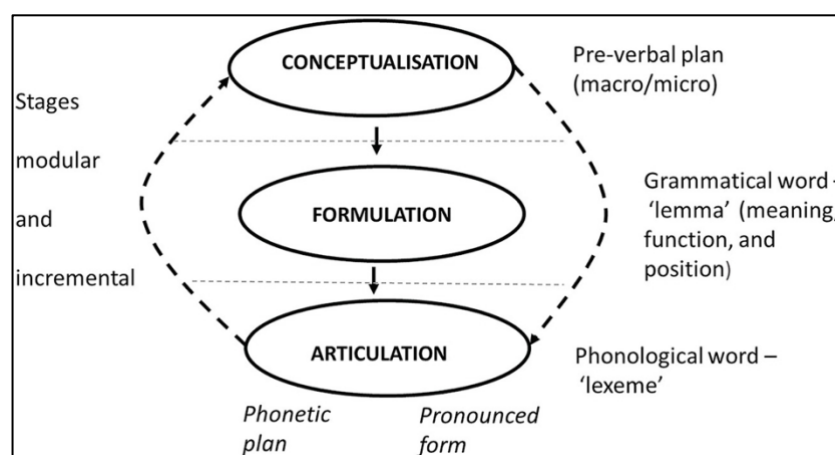 CONCEPTUALISATION
Pre-verbal plan
(macro/micro)
Stages
modular
and
incremental
FORMULATION
Grammatical word –
‘lemma’ (meaning,
function, and
position)
ARTICULATION
Phonological word –
‘lexeme’
Phonetic
plan
Pronounced
form